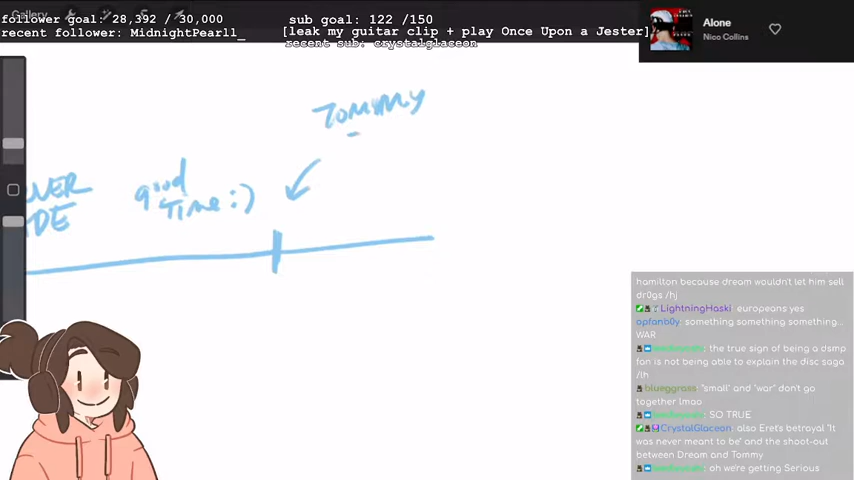 Gallery
follower goal: 28,392 / 30,000
recent follower: MidnightPearll_
sub goal: 122 /150
[leak my guitar clip + play Once Upon a Jester]
recent sub: crystalglaceon
Alone
Nico Collins
TOMMY
good
TIME :)
hamilton because dream wouldn't let him sell
dr0gs /hj
LightningHaski: europeans yes
opfanb0y: something something something...
WAR
: the true sign of being a dsmp
fan is not being able to explain the disc saga
/lh
blueggrass: "small" and "war" don't go
together lmao
: SO TRUE
CrystalGlaceon: also Eret's betrayal "It
was never meant to be" and the shoot-out
between Dream and Tommy
: oh we're getting Serious